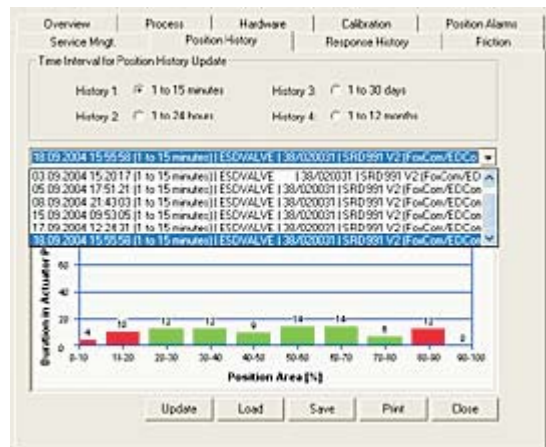 Overview Process Hardware Calibration Position Alarms
Service Mngt. Position History Response History Friction
Time Interval for Position History Update
History 1: 1 to 15 minutes History 3: 1 to 30 days
History 2: 1 to 24 hours History 4: 1 to 12 months
18.09.2004 15:55:58 (1 to 15 minutes) | ESDVALVE | 38/020031 | SRD991 V2 (FoxCom/EDCo
03.09.2004 15:20:17 (1 to 15 minutes) | ESDVALVE | 38/020031 | SRD991 V2 (FoxCom/ED
05.09.2004 17:51:21 (1 to 15 minutes) | ESDVALVE | 38/020031 | SRD991 V2 (FoxCom/EDCon
08.09.2004 21:43:03 (1 to 15 minutes) | ESDVALVE | 38/020031 | SRD991 V2 (FoxCom/EDCon
15.09.2004 09:53:05 (1 to 15 minutes) | ESDVALVE | 38/020031 | SRD991 V2 (FoxCom/EDCon
17.09.2004 12:24:31 (1 to 15 minutes) | ESDVALVE | 38/020031 | SRD991 V2 (FoxCom/EDCon
18.09.2004 15:55:58 (1 to 15 minutes) | ESDVALVE | 38/020031 | SRD991 V2 (FoxCom/EDCon
Duration in Actuator P
60
40
20
0
4 10 13 13 9 14 14 13 0
0-10 10-20 20-30 30-40 40-50 50-60 60-70 70-80 80-90 90-100
Position Area [%]
Update Load Save Print Close